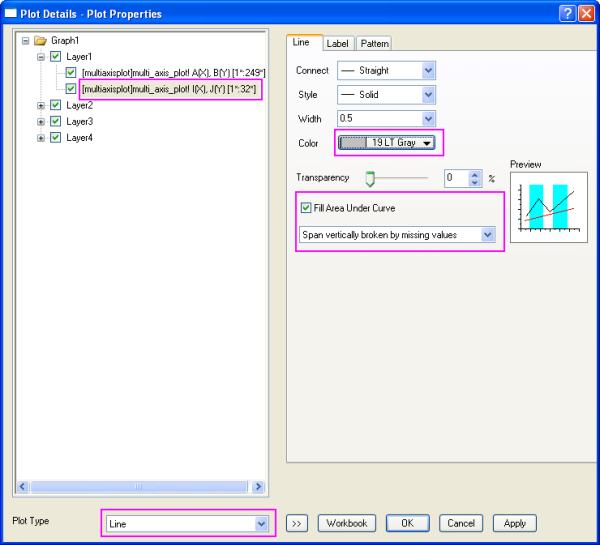 Plot Details - Plot Properties
Graph1
Layer1
[multiaxisplot]multi_axis_plot! A(X), B(Y) [1*:249*]
[multiaxisplot]multi_axis_plot! I(X), J(Y) [1*:32*]
Layer2
Layer3
Layer4
Line Label Pattern
Connect Straight
Style Solid
Width 0.5
Color 19 LT Gray
Transparency 0 %
Fill Area Under Curve
Span vertically broken by missing values
Preview
Plot Type Line >> Workbook OK Cancel Apply